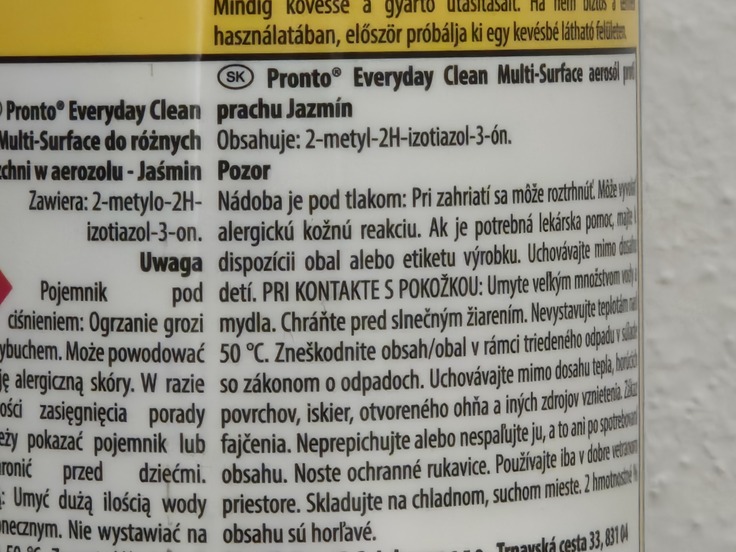 Mindig kövesse a gyártó utasításait. Ha nem biztos a
használatában, először próbálja ki egy kevésbé látható felületen.
Pronto® Everyday Clean
Multi-Surface do różnych
w aerozolu - Jaśmin
Zawiera: 2-metylo-2H-
izotiazol-3-on.
Uwaga
Pojemnik pod
ciśnieniem: Ogrzanie grozi
wybuchem. Może powodować
alergiczną skóry. W razie
zasięgnięcia porady
pokazać pojemnik lub
przed dziećmi.
Umyć dużą ilością wody
Nie wystawiać na
SK Pronto® Everyday Clean Multi-Surface aerosól proti
prachu Jazmín
Obsahuje: 2-metyl-2H-izotiazol-3-ón.
Pozor
Nádoba je pod tlakom: Pri zahriatí sa môže roztrhnúť. Môže vyvolať
alergickú kožnú reakciu. Ak je potrebná lekárska pomoc, majte k
dispozícii obal alebo etiketu výrobku. Uchovávajte mimo dosahu
detí. PRI KONTAKTE S POKOŽKOU: Umyte veľkým množstvom vody a
mydla. Chráňte pred slnečným žiarením. Nevystavujte teplotám nad
50 °C. Zneškodnite obsah/obal v rámci triedeného odpadu v súlade
so zákonom o odpadoch. Uchovávajte mimo dosahu tepla, horúcich
povrchov, iskier, otvoreného ohňa a iných zdrojov vznietenia. Zákaz
fajčenia. Neprepichujte alebo nespaľujte ju, a to ani po spotrebovaní
obsahu. Noste ochranné rukavice. Používajte iba v dobre vetranom
priestore. Skladujte na chladnom, suchom mieste. 2 hmotnostné %
obsahu sú horľavé.
Trnavská cesta 33, 831 04